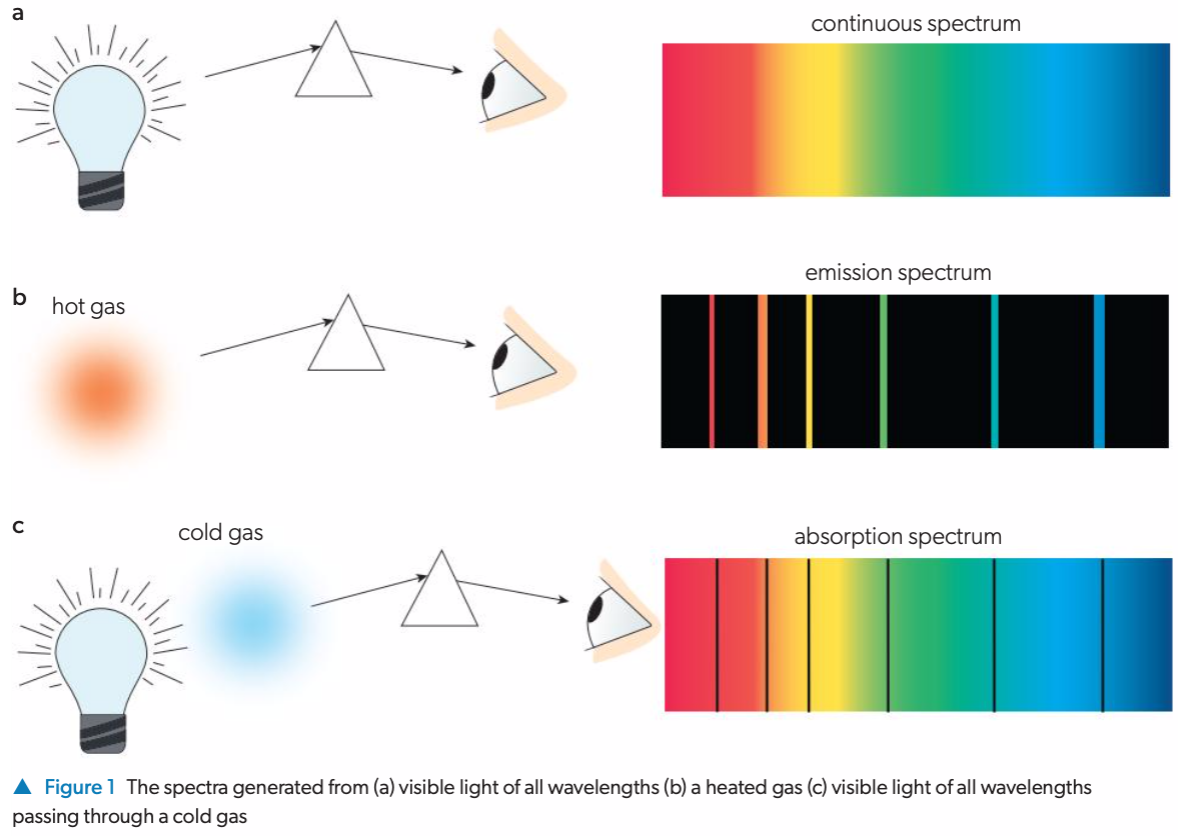 a
continuous spectrum
b
hot gas
emission spectrum
c
cold gas
absorption spectrum
▲ Figure 1 The spectra generated from (a) visible light of all wavelengths (b) a heated gas (c) visible light of all wavelengths
passing through a cold gas